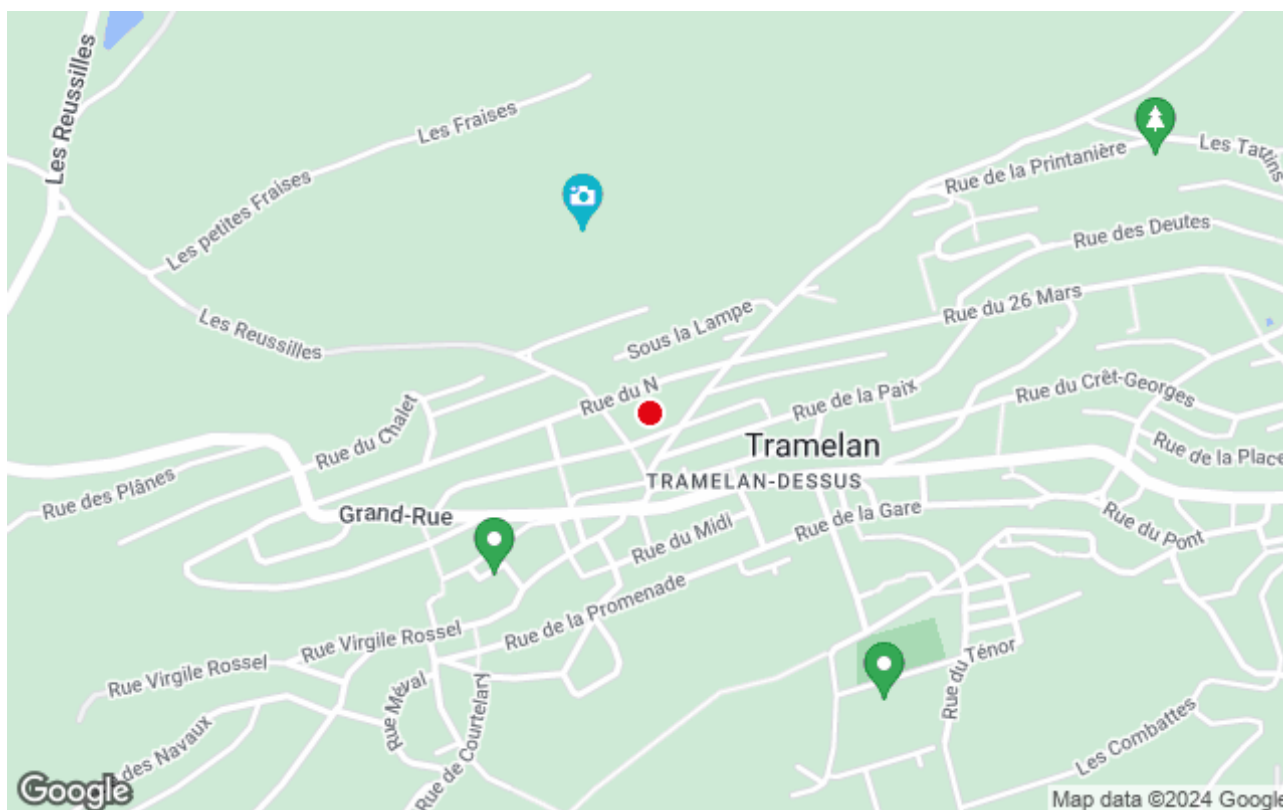 Les Reussilles
Les Fraises
Les petites Fraises
Les Reussilles
Rue de la Printanière
Les Tartins
Rue des Deutes
Rue du 26 Mars
Sous la Lampe
Rue du N
Rue du Chalet
Rue de la Paix
Rue du Crêt-Georges
Rue de la Place
Rue des Plânes
Tramelan
TRAMELAN-DESSUS
Grand-Rue
Rue du Midi
Rue de la Gare
Rue du Pont
Rue de la Promenade
Rue Virgile Rossel
Rue Virgile Rossel
Rue Méval
Rue de Courtelary
Rue du Ténor
Les Combattes
des Navaux
Google
Map data ©2024 Google